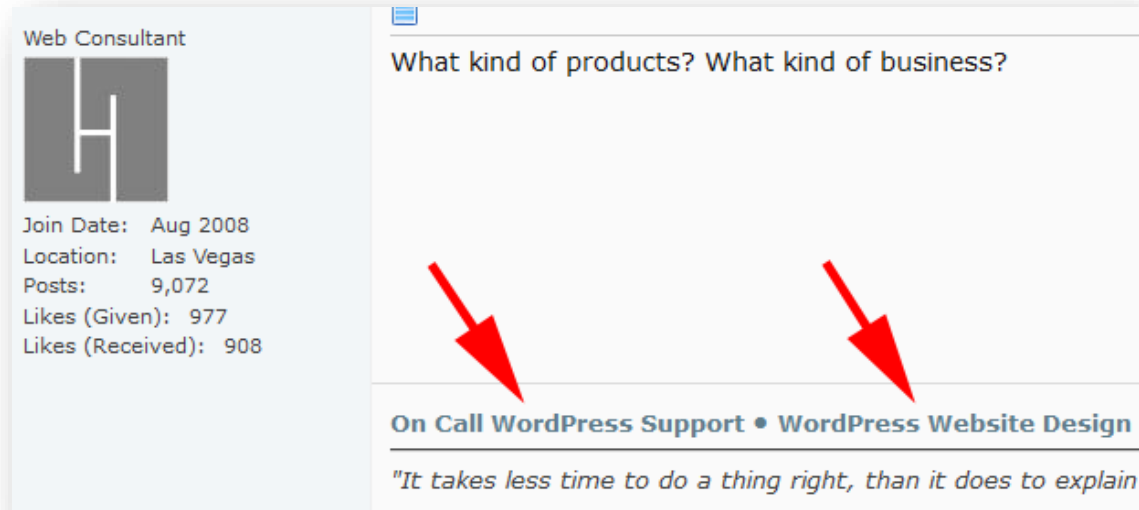 Web Consultant
Join Date: Aug 2008
Location: Las Vegas
Posts: 9,072
Likes (Given): 977
Likes (Received): 908
What kind of products? What kind of business?
On Call WordPress Support • WordPress Website Design
"It takes less time to do a thing right, than it does to explain